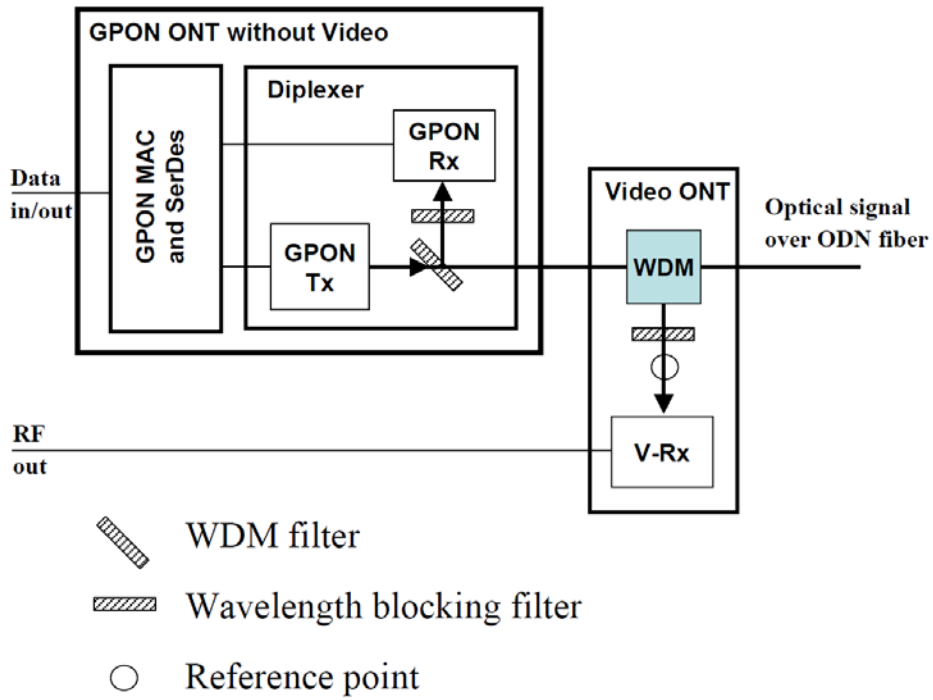 GPON ONT without Video
Diplexer
GPON MAC
and SerDes
GPON
Rx
Data
in/out
GPON
Tx
Video ONT
WDM
Optical signal
over ODN fiber
V-Rx
RF
out
WDM filter
Wavelength blocking filter
Reference point